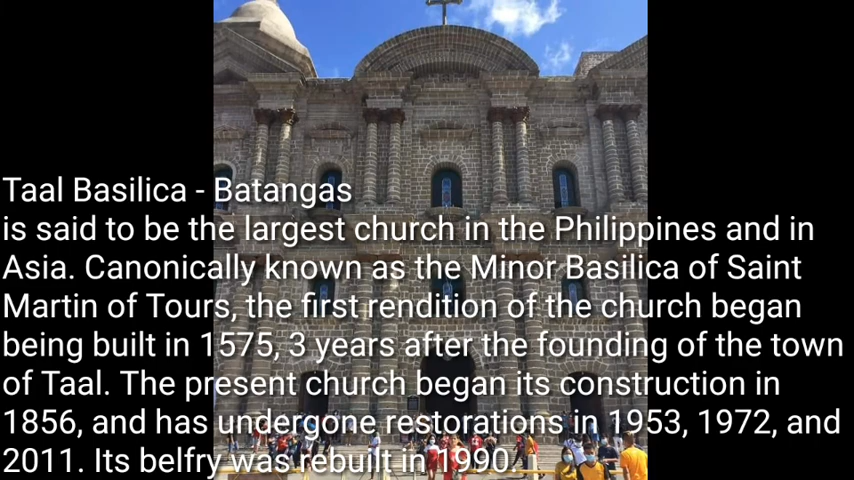 Taal Basilica - Batangas
is said to be the largest church in the Philippines and in
Asia. Canonically known as the Minor Basilica of Saint
Martin of Tours, the first rendition of the church began
being built in 1575, 3 years after the founding of the town
of Taal. The present church began its construction in
1856, and has undergone restorations in 1953, 1972, and
2011. Its belfry was rebuilt in 1990.